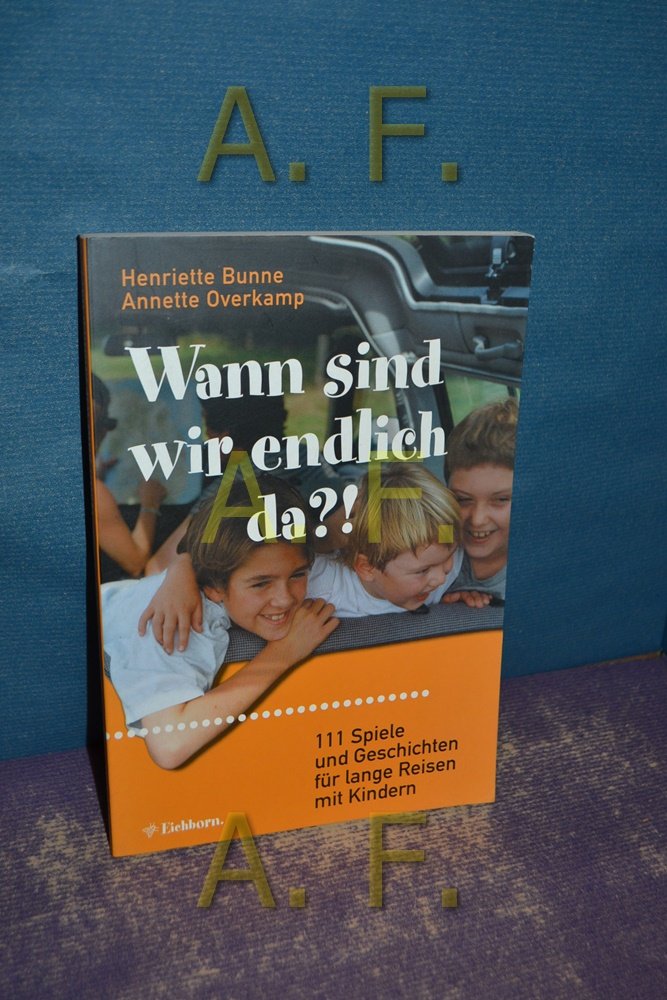 A. F.
Henriette Bunne
Annette Overkamp
Wann sind
wir endlich
da?!
A. F.
111 Spiele
und Geschichten
für lange Reisen
mit Kindern
Eichborn.
A. F.